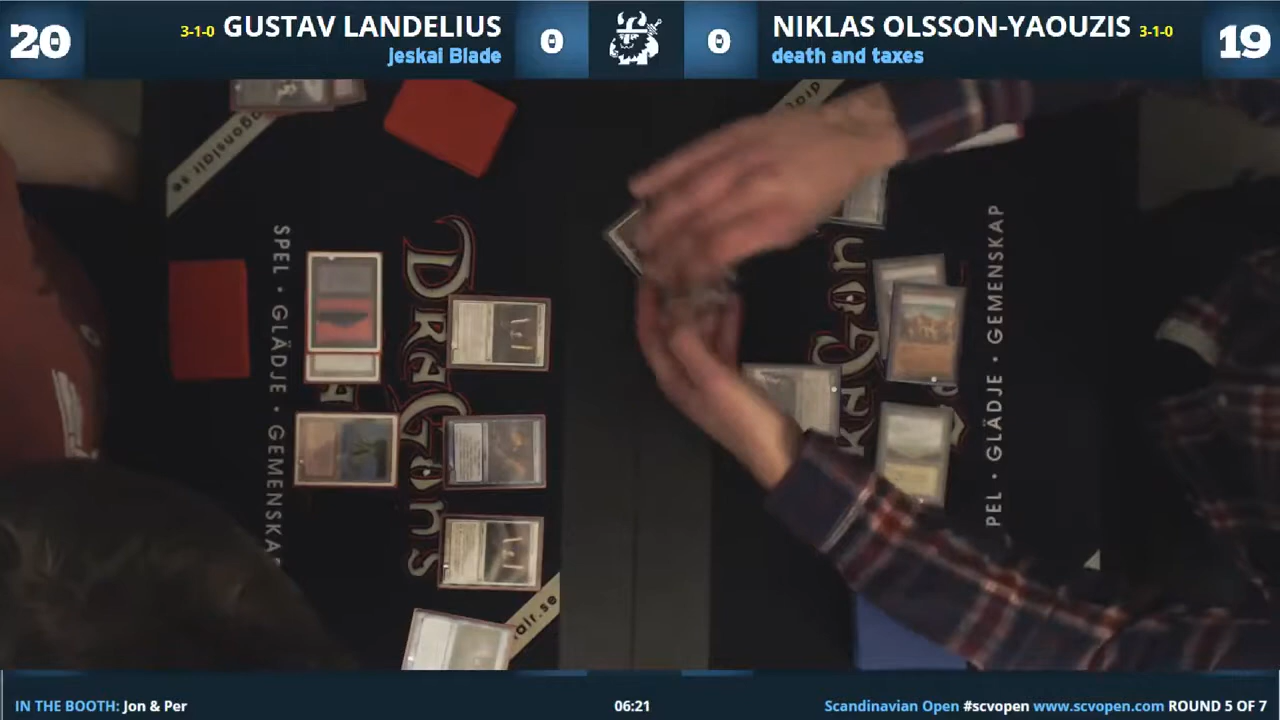 20
3-1-0 GUSTAV LANDELIUS
jeskai Blade
0
0
NIKLAS OLSSON-YAOUZIS 3-1-0
death and taxes
19
SPEL • GLÄDJE • GEMENSKAP
DRAGONS
SPEL • GLÄDJE • GEMENSKAP
IN THE BOOTH: Jon & Per
06:21
Scandinavian Open #scvopen www.scvopen.com ROUND 5 OF 7